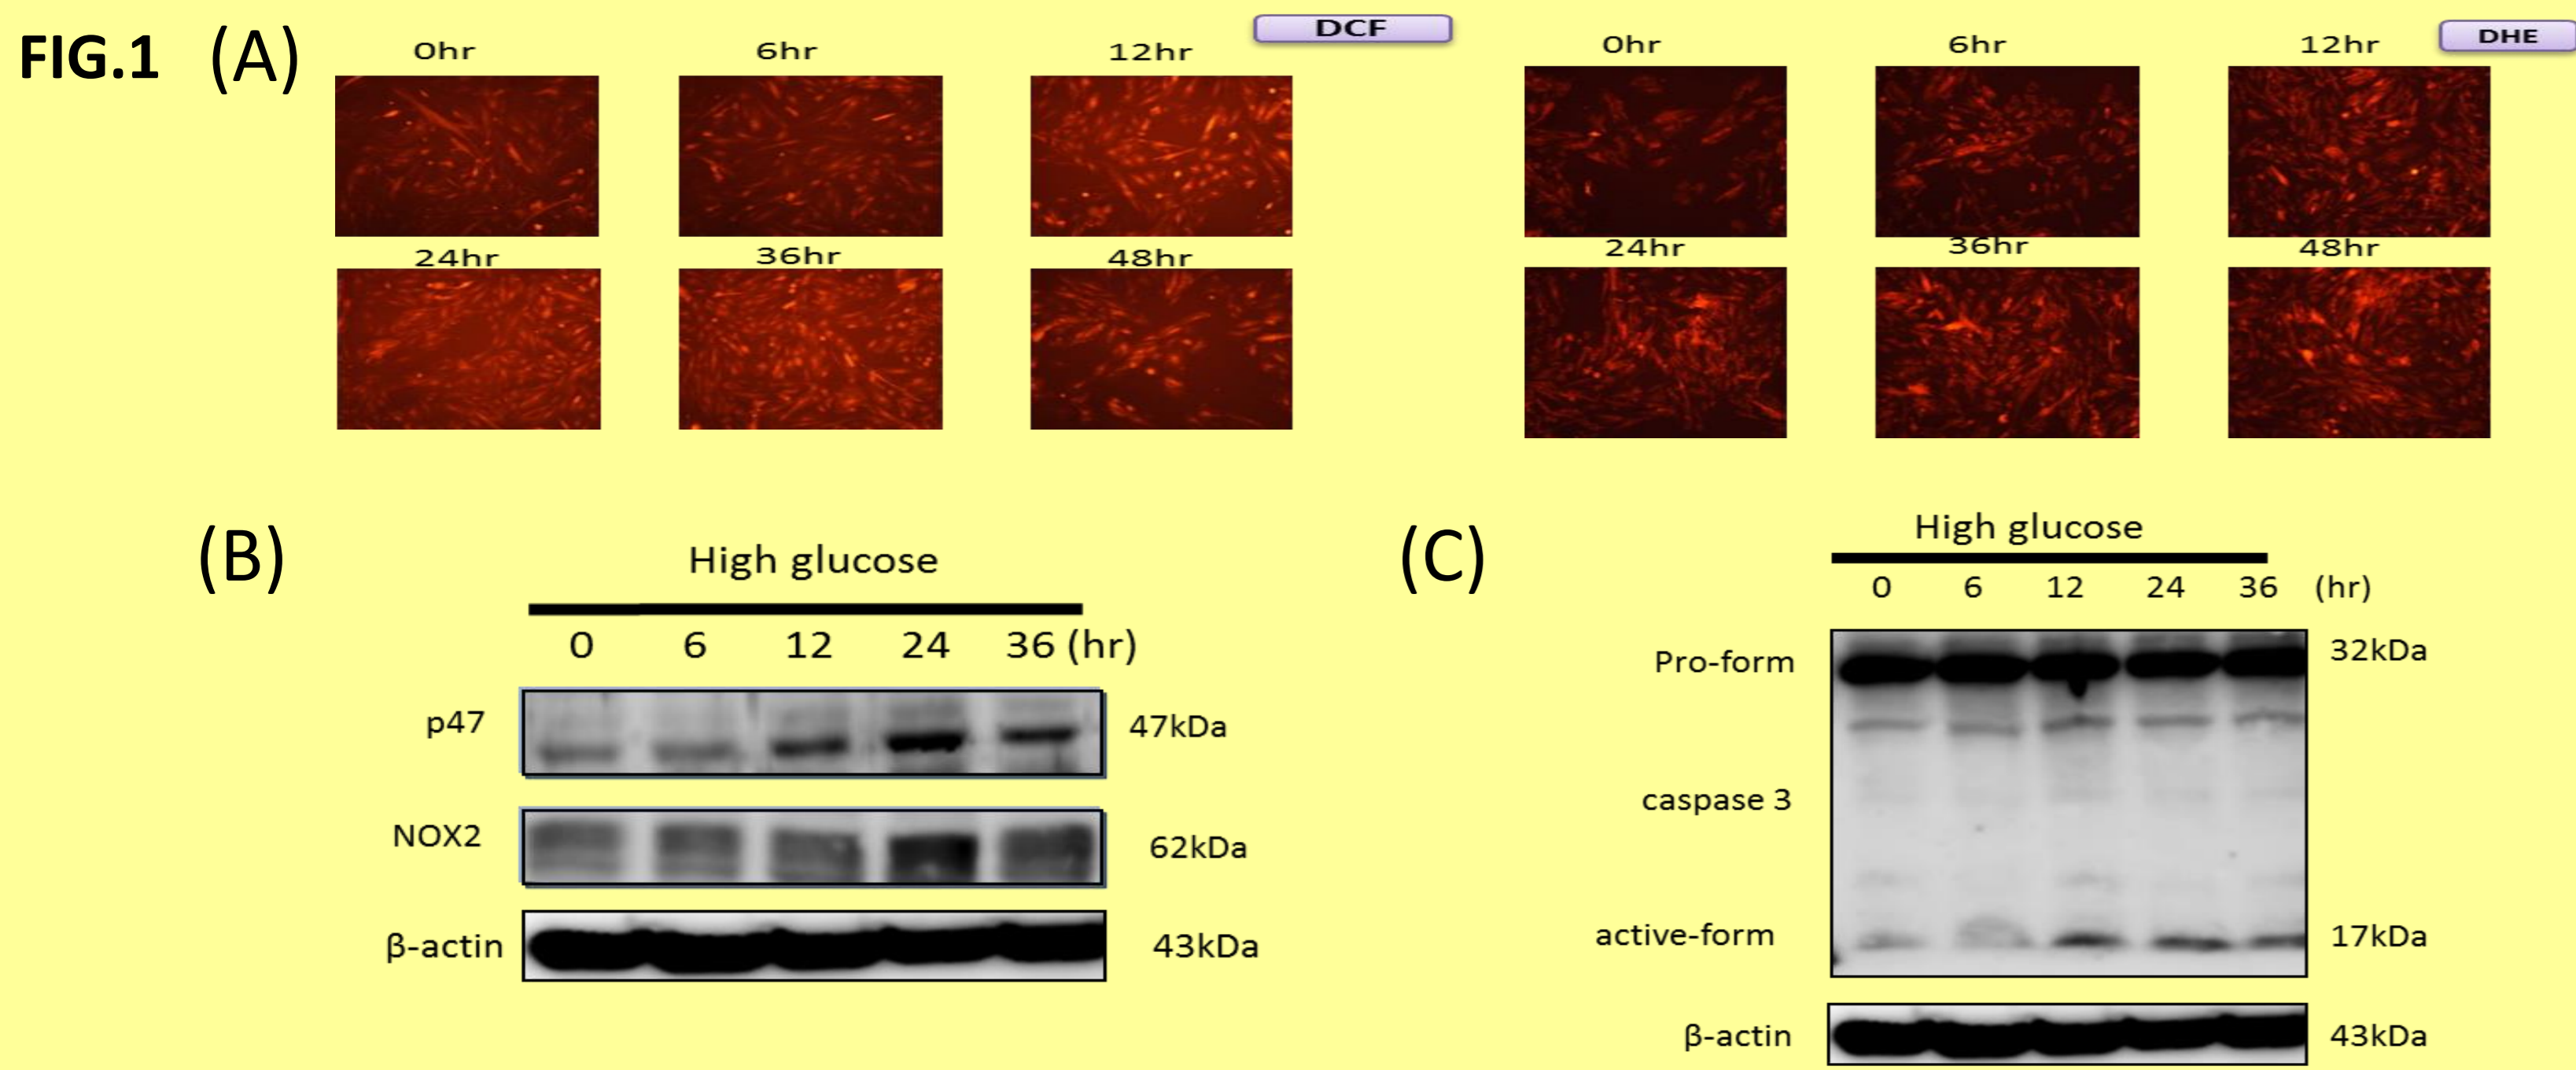 FIG.1 (A)
DCF
0hr 6hr 12hr
24hr 36hr 48hr
DHE
0hr 6hr 12hr
24hr 36hr 48hr
(B)
High glucose
0 6 12 24 36 (hr)
p47 47kDa
NOX2 62kDa
β-actin 43kDa
(C)
High glucose
0 6 12 24 36 (hr)
Pro-form 32kDa
caspase 3
active-form 17kDa
β-actin 43kDa